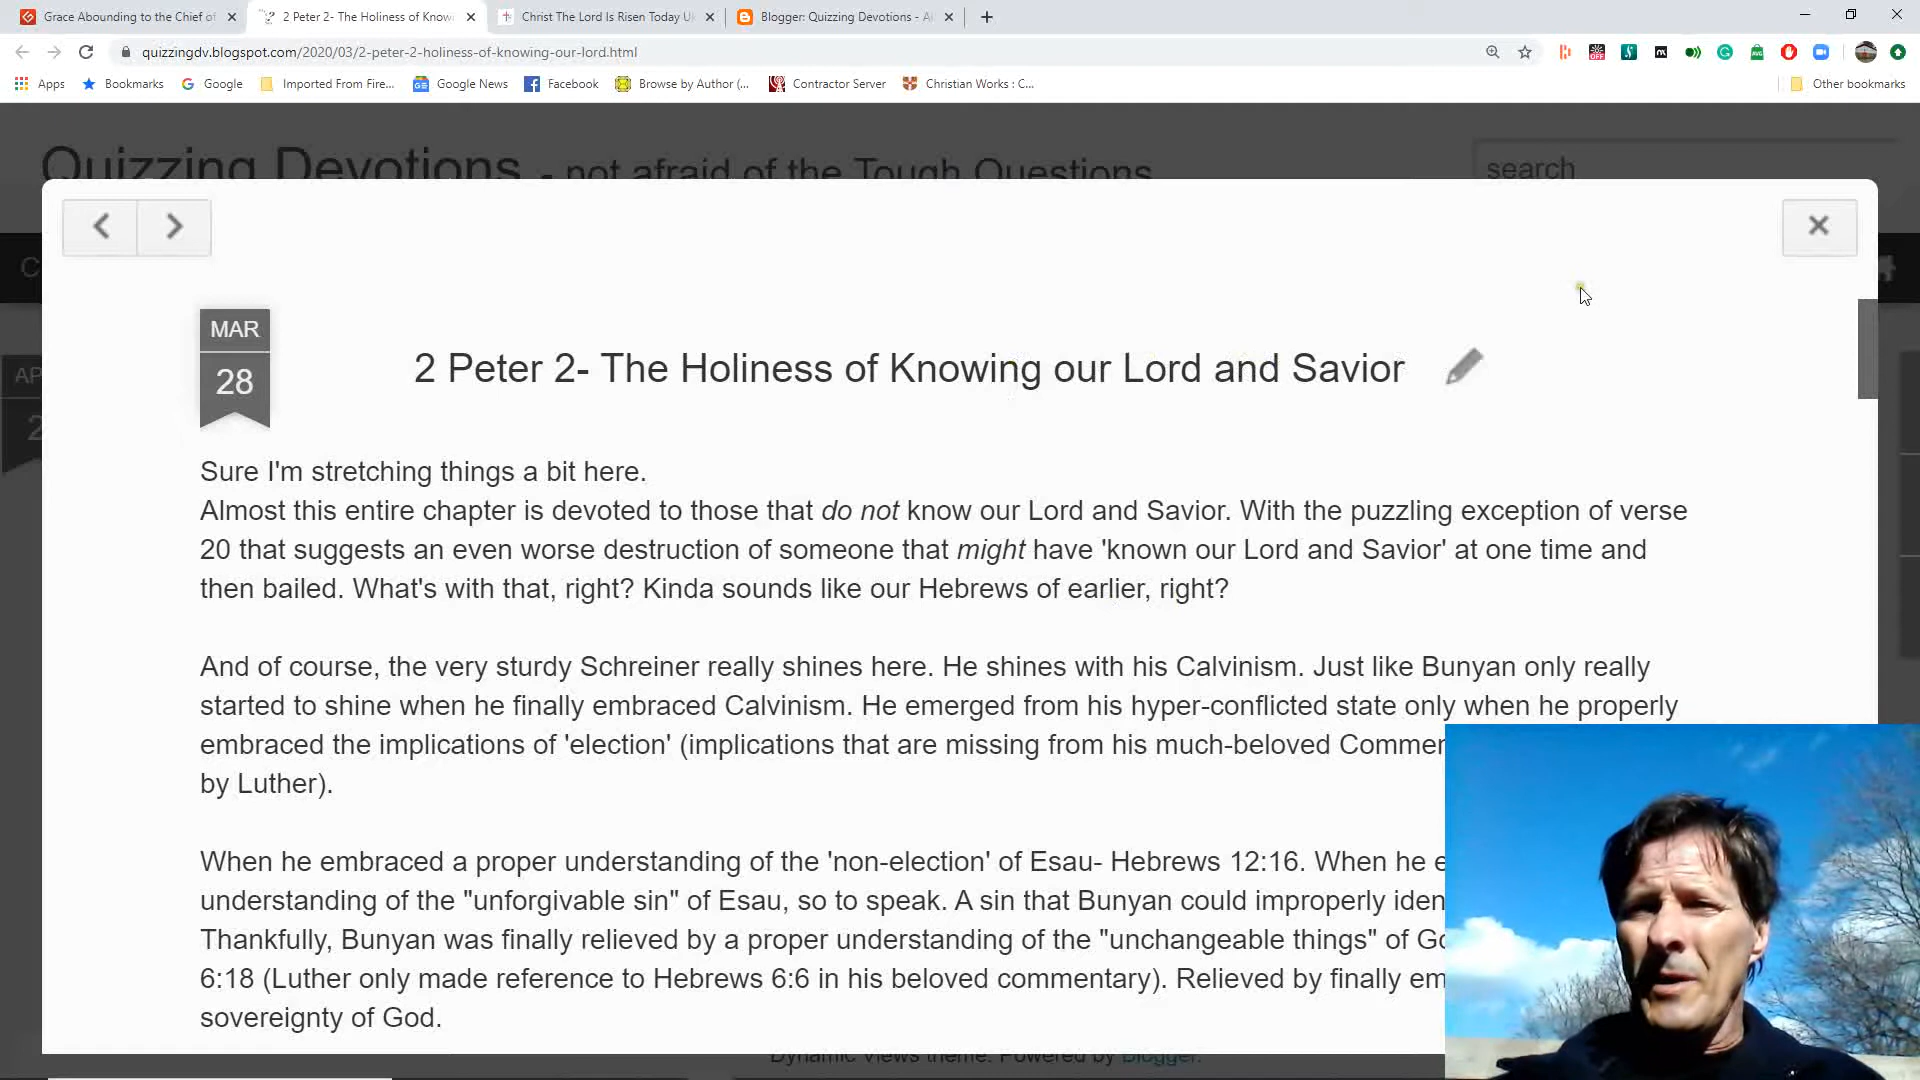 Grace Abounding to the Chief of
2 Peter 2- The Holiness of Know
Christ The Lord Is Risen Today U
Blogger: Quizzing Devotions - A
quizzingdv.blogspot.com/2020/03/2-peter-2-holiness-of-knowing-our-lord.html
Apps
Bookmarks
Google
Imported From Fire...
Google News
Facebook
Browse by Author (...
Contractor Server
Christian Works : C...
Other bookmarks
Quizzing Devotions - not afraid of the Tough Questions
search
MAR
28
2 Peter 2- The Holiness of Knowing our Lord and Savior
Sure I'm stretching things a bit here.
Almost this entire chapter is devoted to those that do not know our Lord and Savior. With the puzzling exception of verse
20 that suggests an even worse destruction of someone that might have 'known our Lord and Savior' at one time and
then bailed. What's with that, right? Kinda sounds like our Hebrews of earlier, right?
And of course, the very sturdy Schreiner really shines here. He shines with his Calvinism. Just like Bunyan only really
started to shine when he finally embraced Calvinism. He emerged from his hyper-conflicted state only when he properly
embraced the implications of 'election' (implications that are missing from his much-beloved Commen
by Luther).
When he embraced a proper understanding of the 'non-election' of Esau- Hebrews 12:16. When he e
understanding of the "unforgivable sin" of Esau, so to speak. A sin that Bunyan could improperly iden
Thankfully, Bunyan was finally relieved by a proper understanding of the "unchangeable things" of Go
6:18 (Luther only made reference to Hebrews 6:6 in his beloved commentary). Relieved by finally em
sovereignty of God.
Dynamic Views theme. Powered by Blogger.